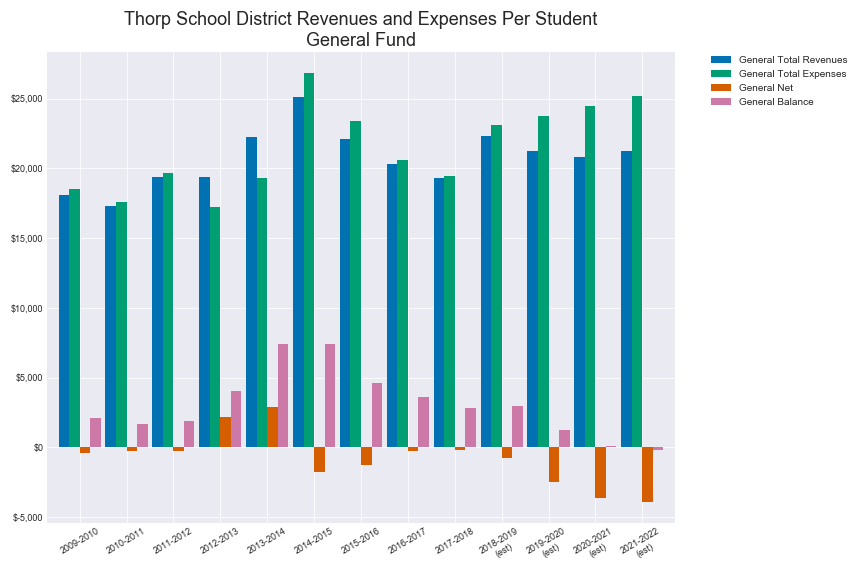 Thorp School District Revenues and Expenses Per Student
General Fund
General Total Revenues
General Total Expenses
General Net
General Balance
$25,000
$20,000
$15,000
$10,000
$5,000
$0
$-5,000
2009-2010
2010-2011
2011-2012
2012-2013
2013-2014
2014-2015
2015-2016
2016-2017
2017-2018
2018-2019
(est)
2019-2020
(est)
2020-2021
(est)
2021-2022
(est)